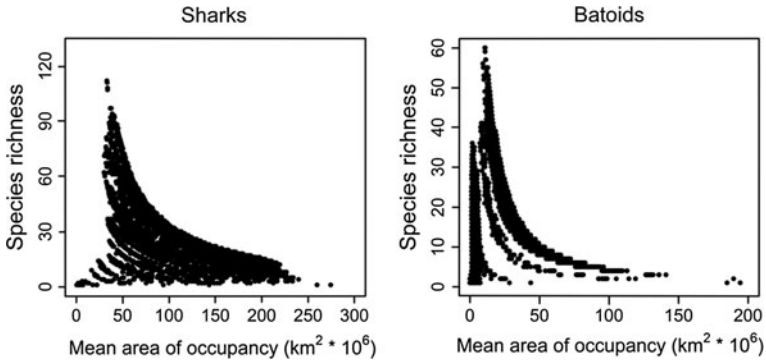 Sharks
Species richness
120
90
60
30
0
0 50 100 150 200 250 300
Mean area of occupancy (km² * 10⁶)
Batoids
Species richness
60
50
40
30
20
10
0
0 50 100 150 200
Mean area of occupancy (km² * 10⁶)